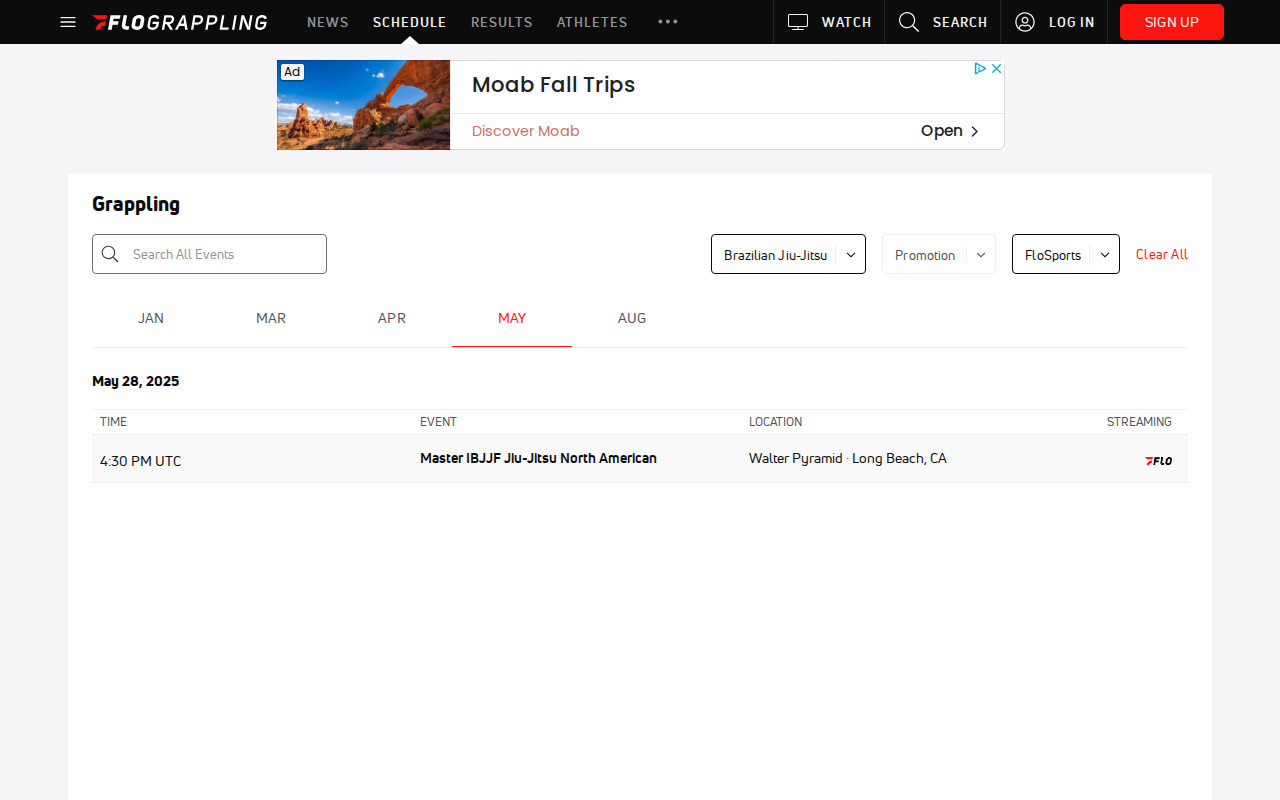 FLOGRAPPLING NEWS SCHEDULE RESULTS ATHLETES WATCH SEARCH LOG IN SIGN UP
Ad
Moab Fall Trips
Discover Moab Open
Grappling
Search All Events Brazilian Jiu-Jitsu Promotion FloSports Clear All
JAN MAR APR MAY AUG
May 28, 2025
TIME EVENT LOCATION STREAMING
4:30 PM UTC Master IBJJF Jiu-Jitsu North American Walter Pyramid · Long Beach, CA FLO